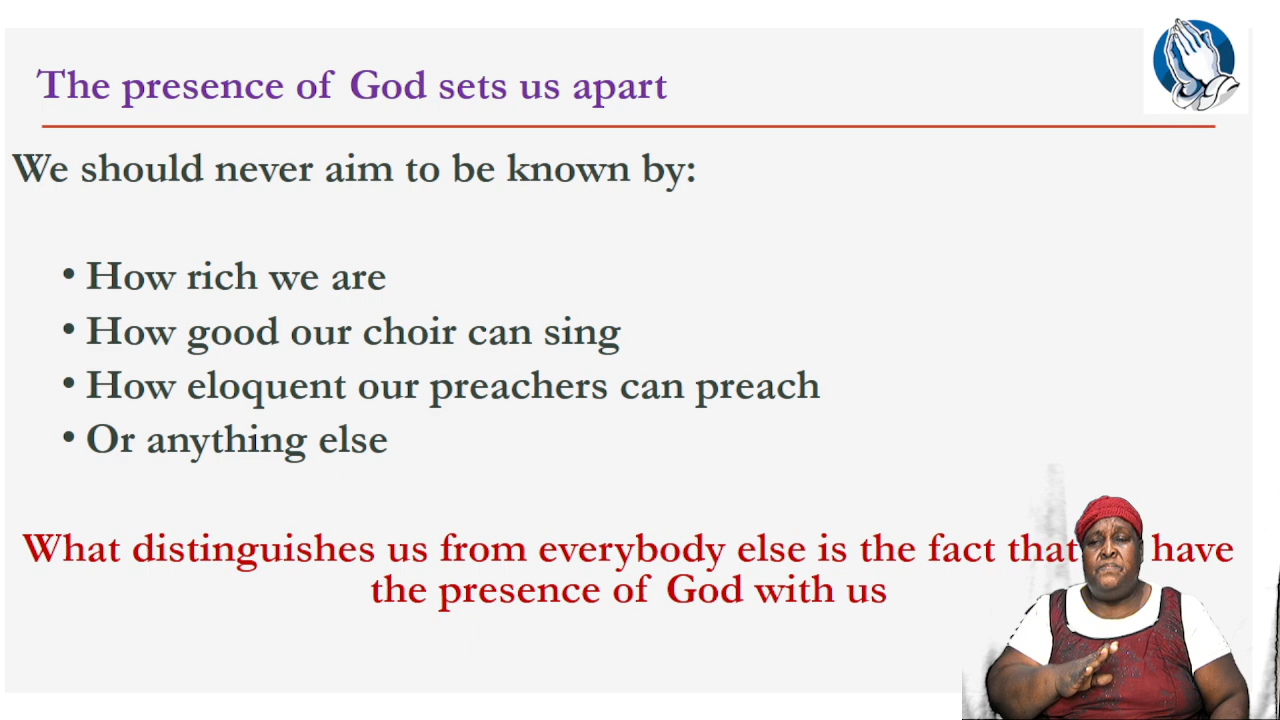 The presence of God sets us apart
We should never aim to be known by:
• How rich we are
• How good our choir can sing
• How eloquent our preachers can preach
• Or anything else
What distinguishes us from everybody else is the fact that have
the presence of God with us